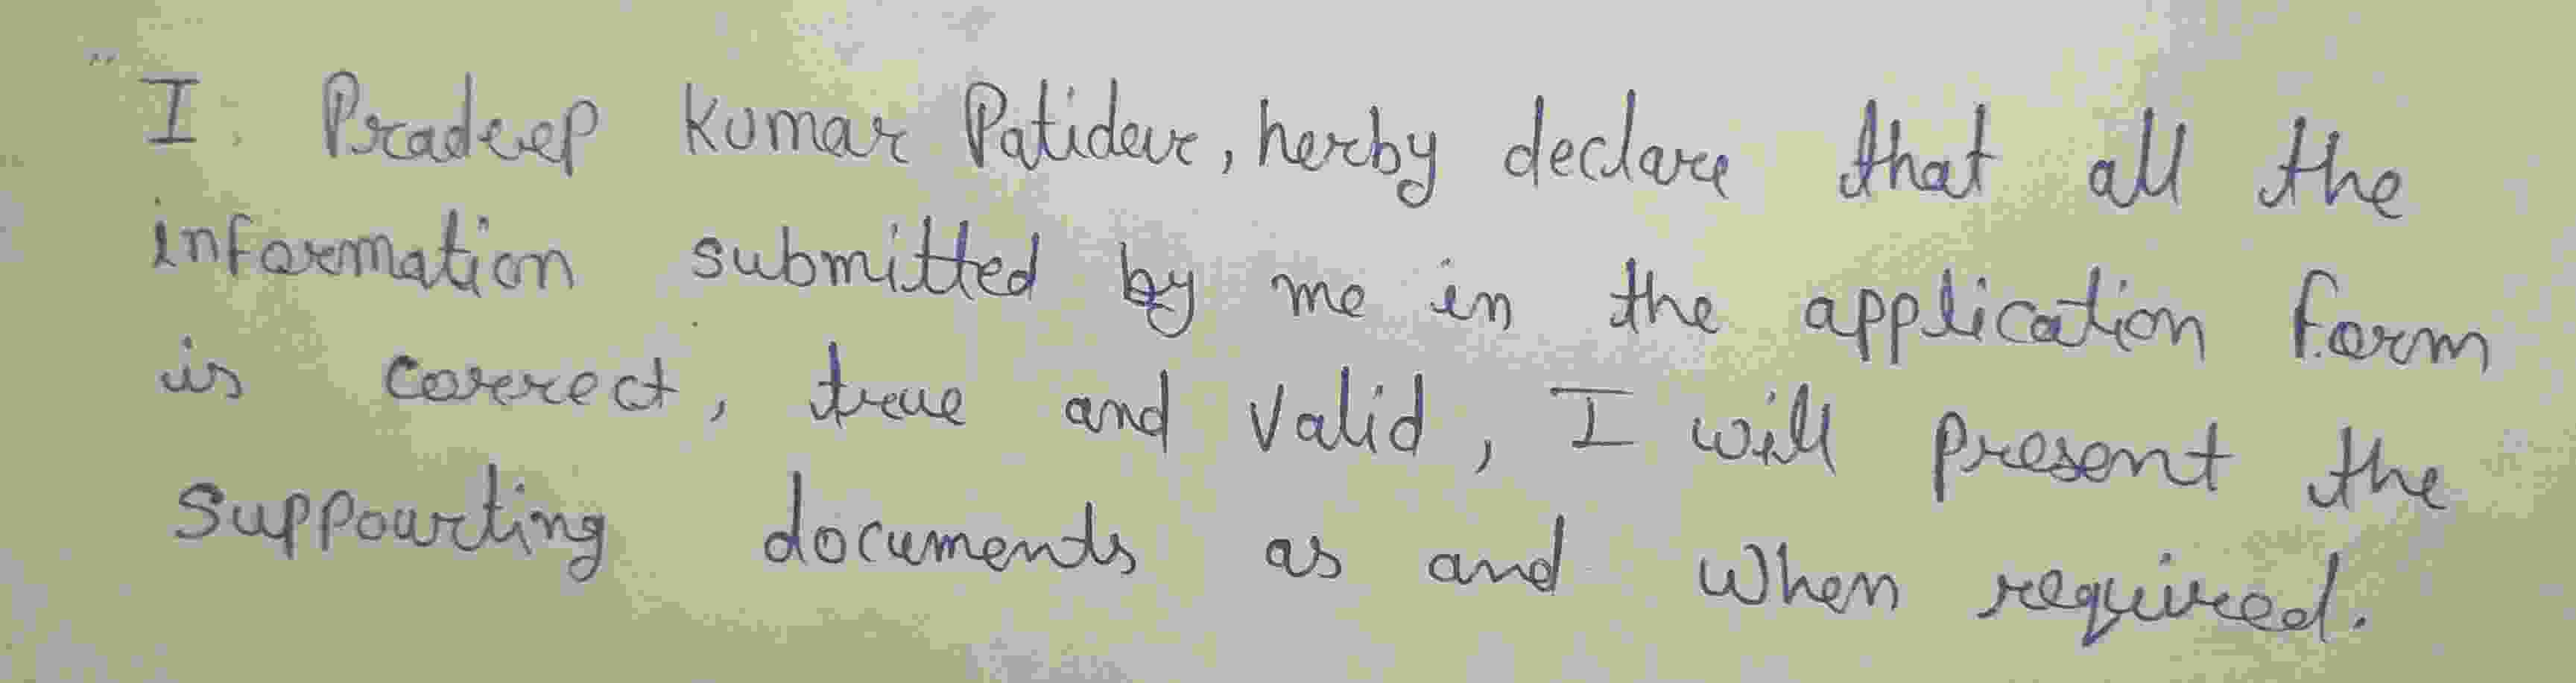 "I, Pradeep Kumar Patidar, herby declare that all the
information submitted by me in the application form
is correct, true and valid, I will present the
supporting documents as and when required.